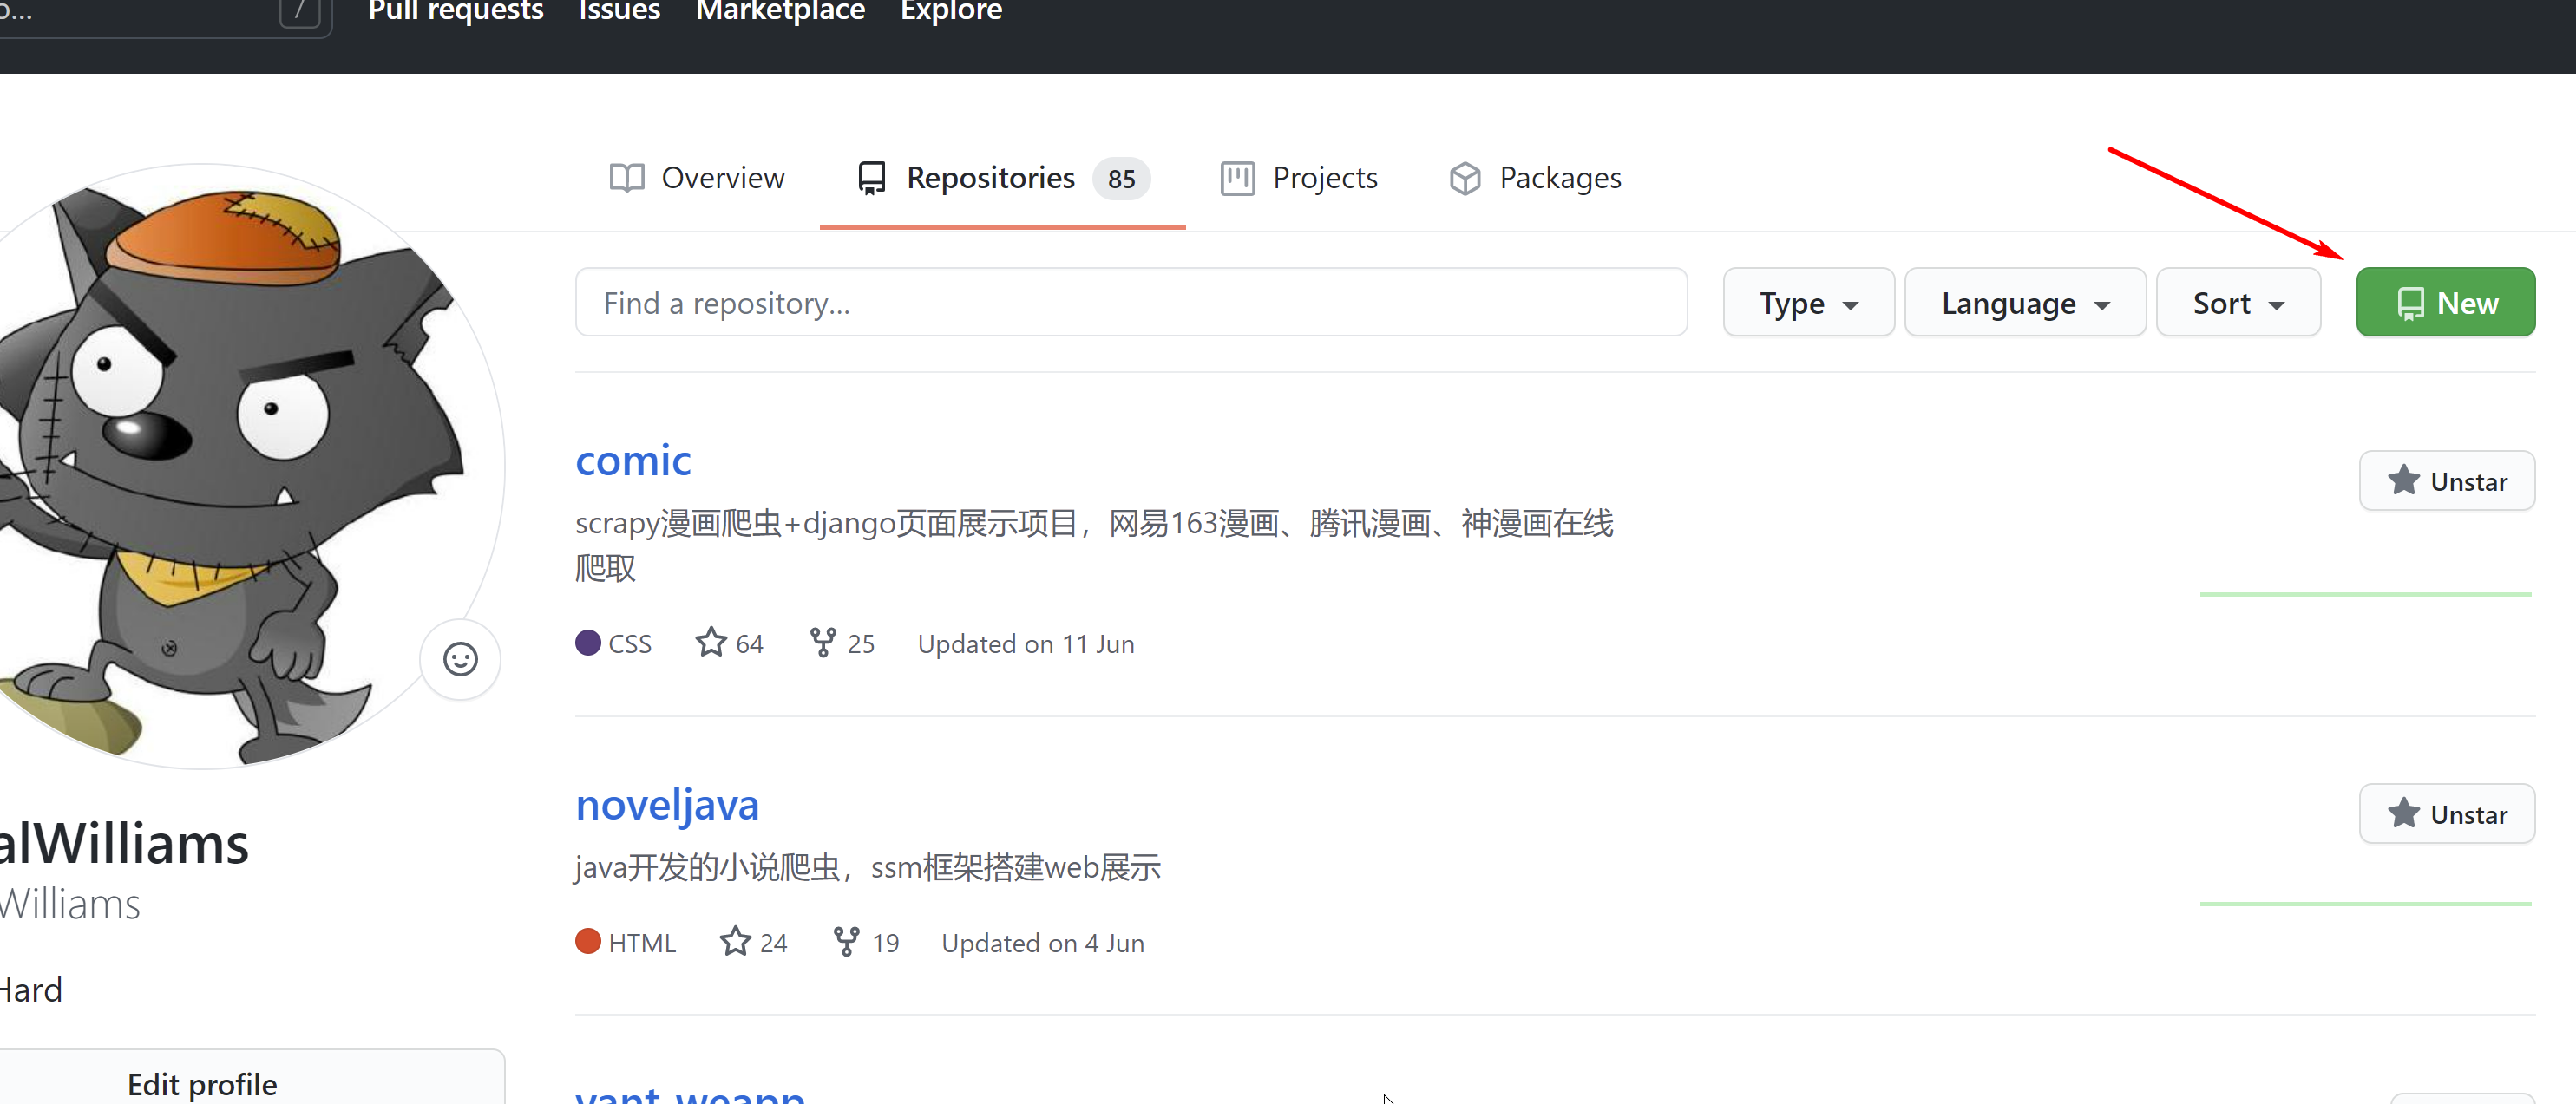 o...
/
Pull requests Issues Marketplace Explore
Overview Repositories 85 Projects Packages
Find a repository...
Type Language Sort New
comic
Unstar
scrapy漫画爬虫+django页面展示项目，网易163漫画、腾讯漫画、神漫画在线
爬取
CSS 64 25 Updated on 11 Jun
noveljava
Unstar
java开发的小说爬虫，ssm框架搭建web展示
HTML 24 19 Updated on 4 Jun
alWilliams
Williams
Hard
Edit profile
vant-weapp